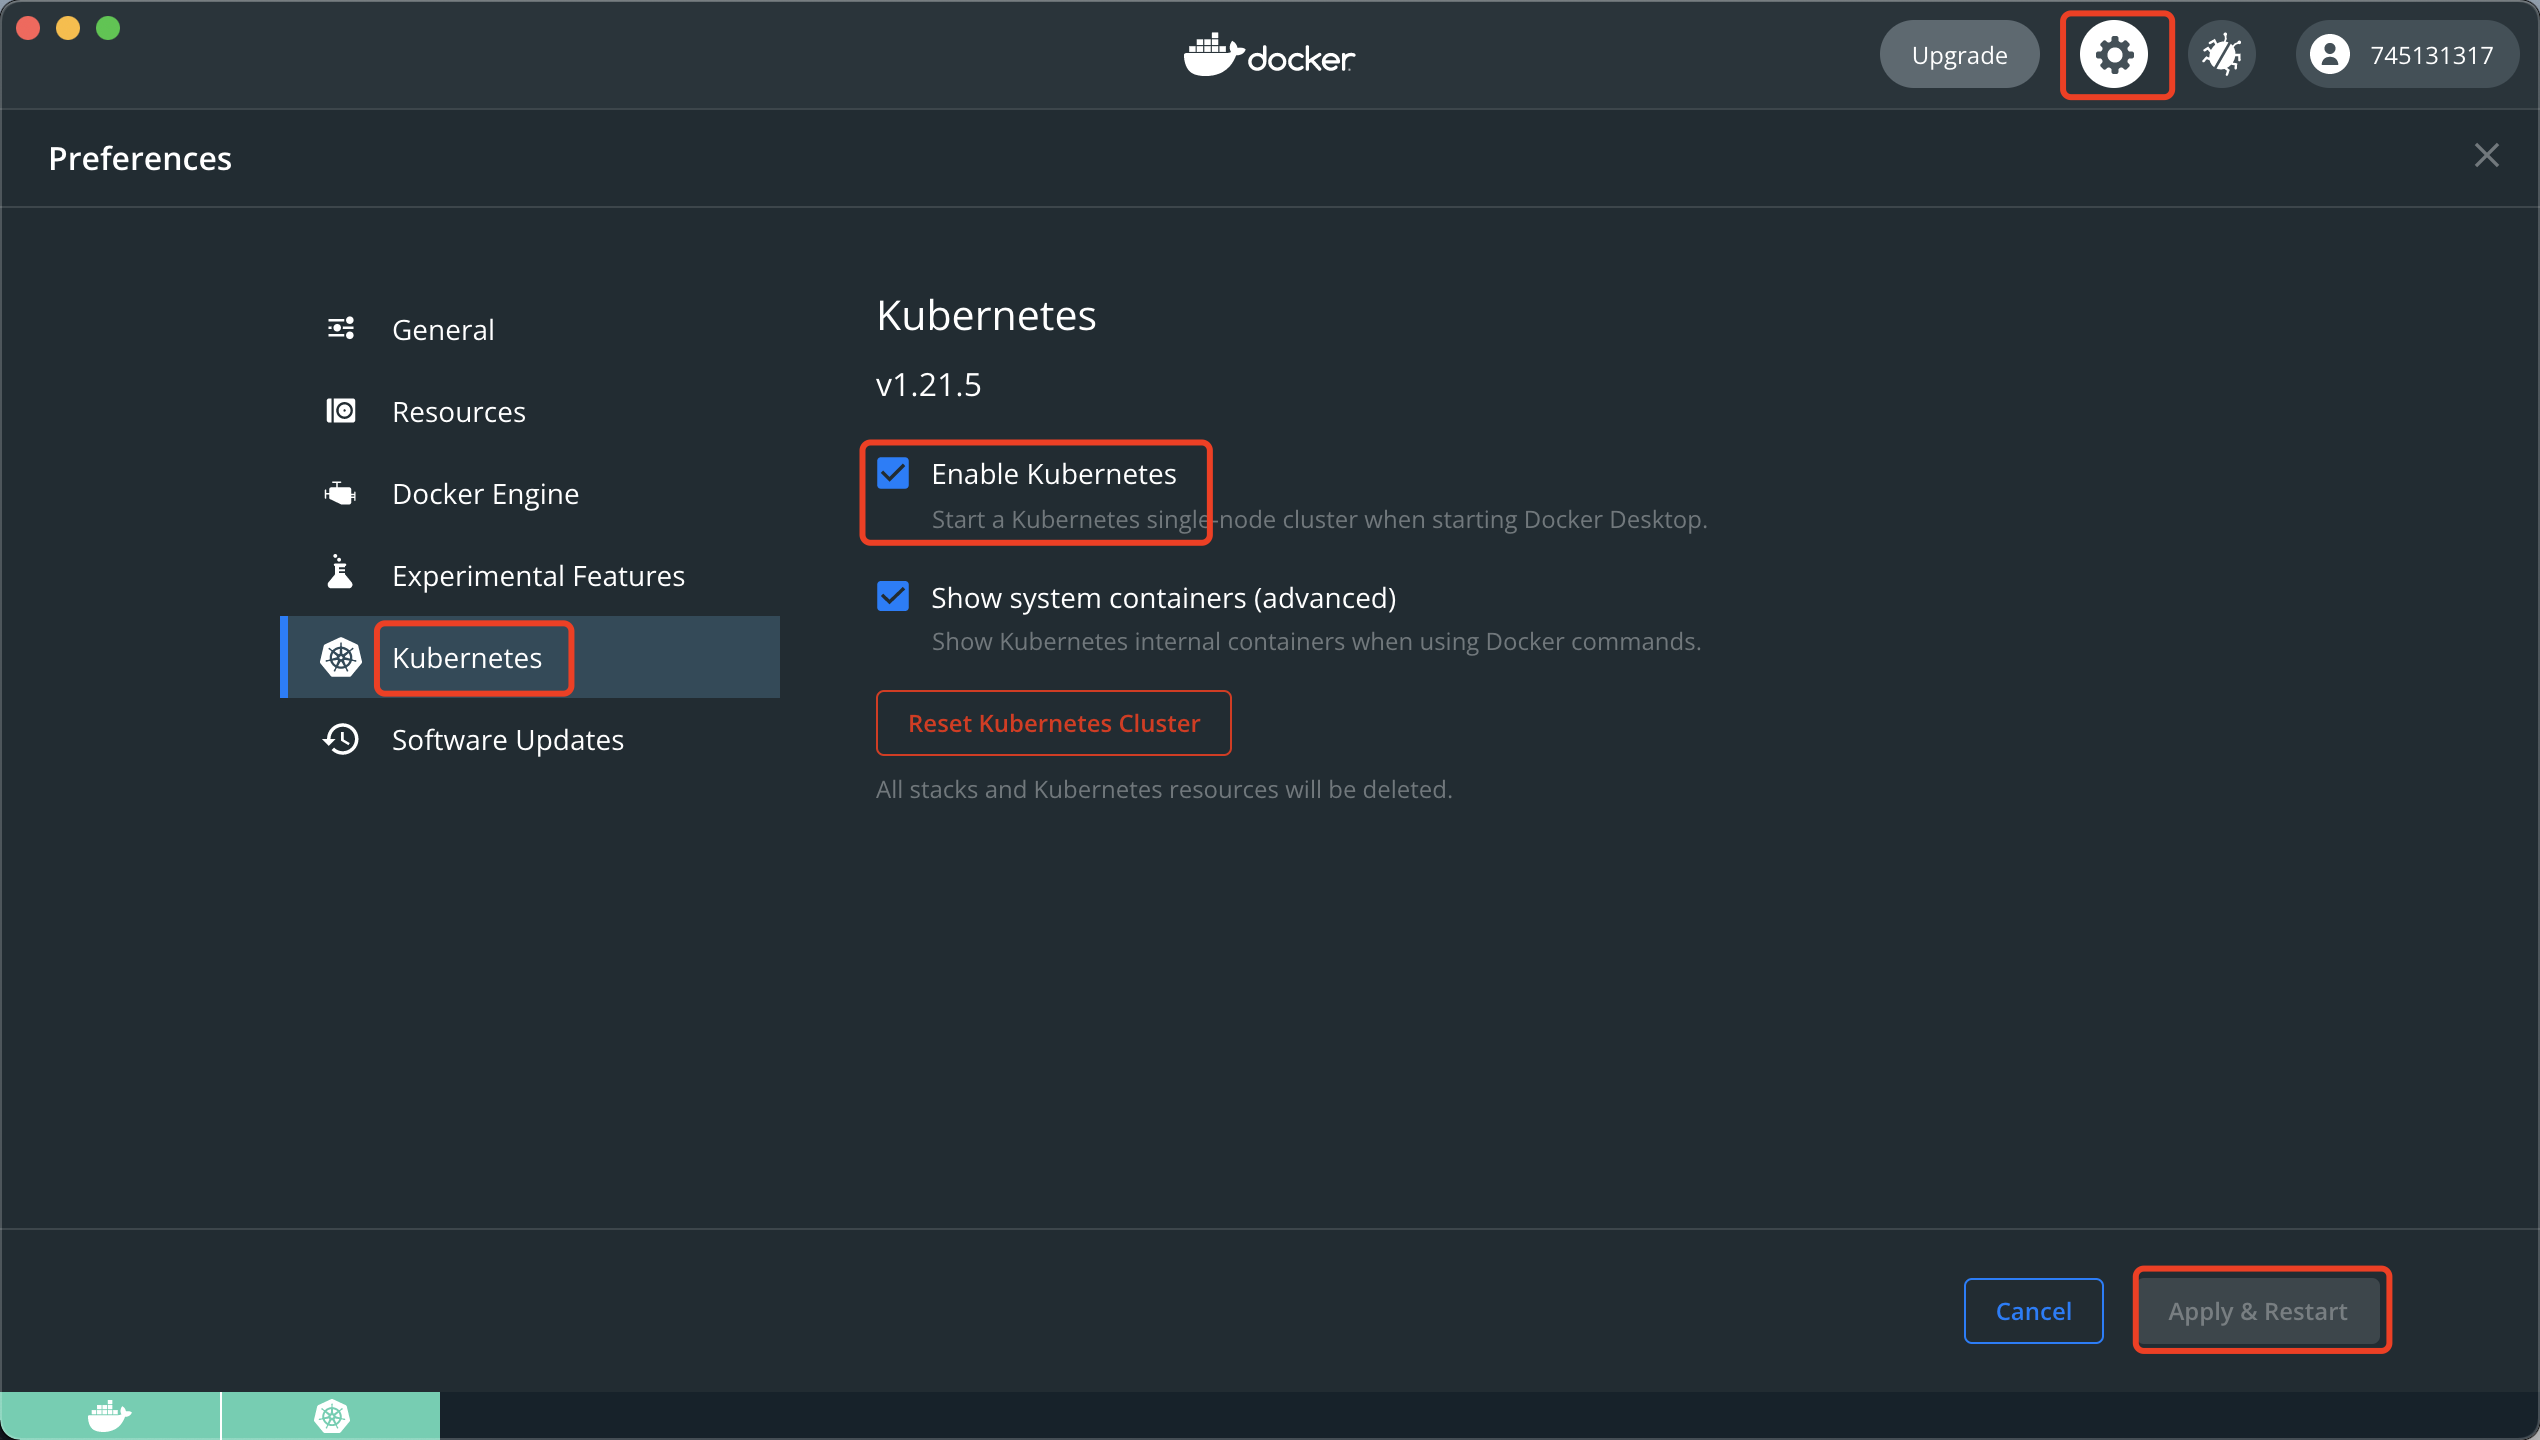 docker
Upgrade
745131317
Preferences
General
Resources
Docker Engine
Experimental Features
Kubernetes
Software Updates
Kubernetes
v1.21.5
Enable Kubernetes
Start a Kubernetes single-node cluster when starting Docker Desktop.
Show system containers (advanced)
Show Kubernetes internal containers when using Docker commands.
Reset Kubernetes Cluster
All stacks and Kubernetes resources will be deleted.
Cancel
Apply & Restart